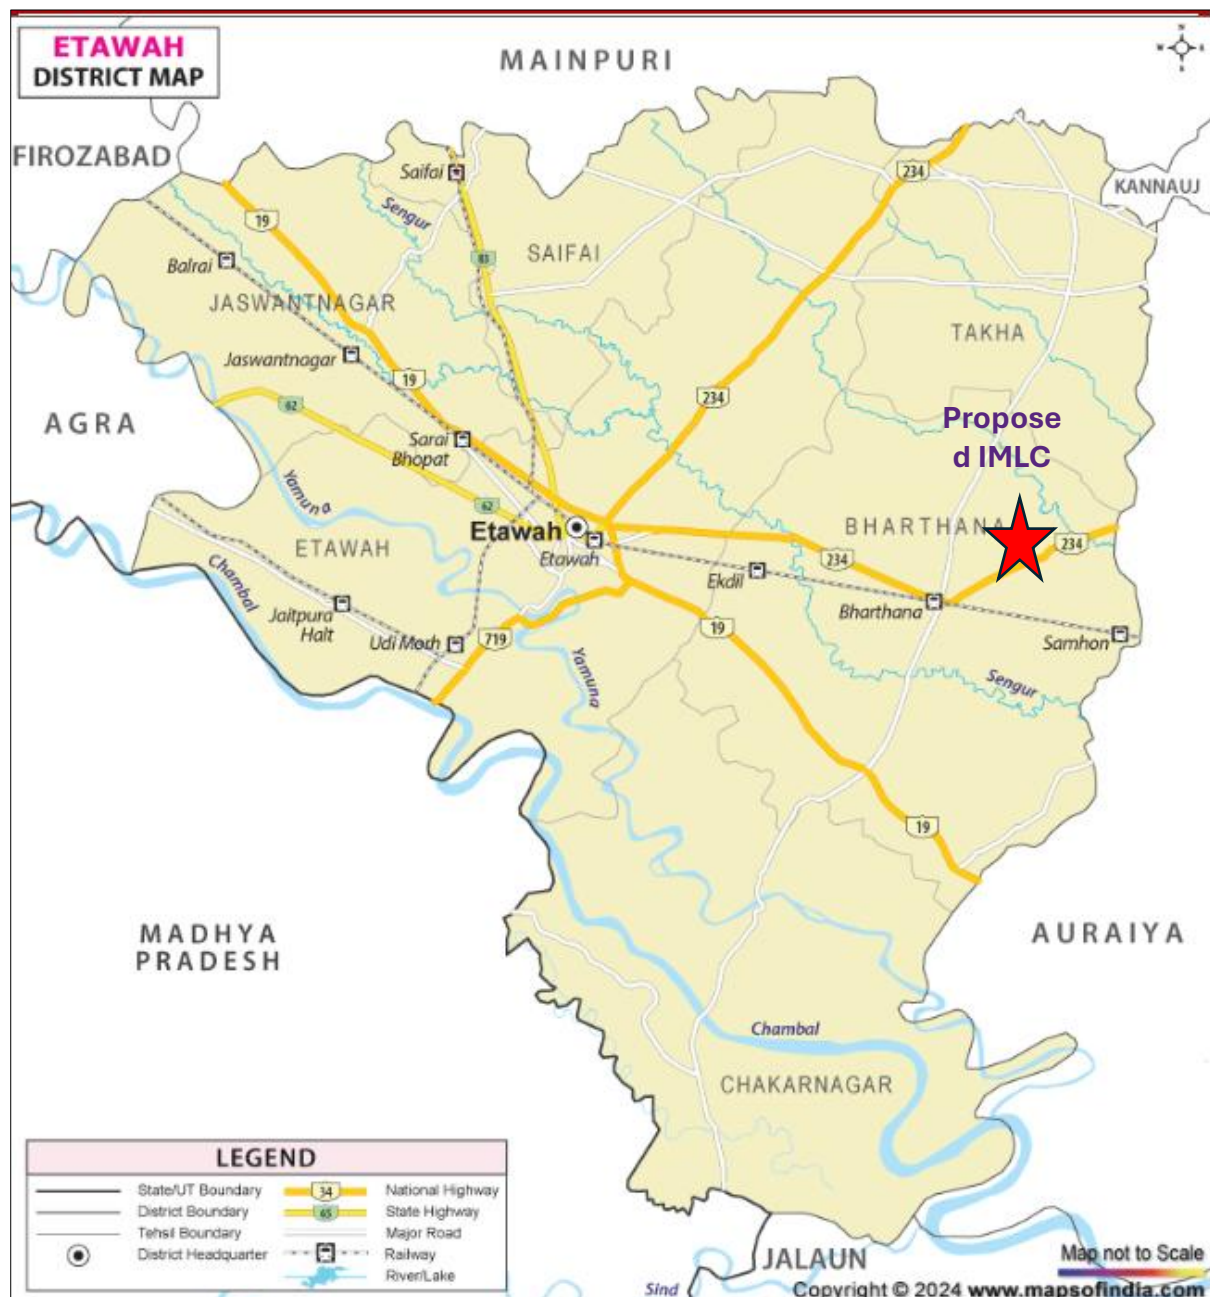 ETAWAH
DISTRICT MAP
MAINPURI
N
W
S
FIROZABAD
KANNAUJ
Saifai
234
Sengur
19
SAIFAI
83
Balrai
JASWANTNAGAR
TAKHA
Jaswantnagar
19
234
62
Propose
d IMLC
AGRA
Sarai
Bhopat
Yamuna
62
Etawah
BHARTHANA
ETAWAH
Etawah
234
234
Chambal
Ekdil
Jaitpura
Halt
Bharthana
719
19
Udi Morh
Samhon
Yamuna
Sengur
19
MADHYA
PRADESH
AURAIYA
Chambal
CHAKARNAGAR
LEGEND
State/UT Boundary
34
National Highway
District Boundary
65
State Highway
Tehsil Boundary
Major Road
District Headquarter
Railway
River/Lake
JALAUN
Map not to Scale
Sind
Copyright © 2024 www.mapsofindia.com